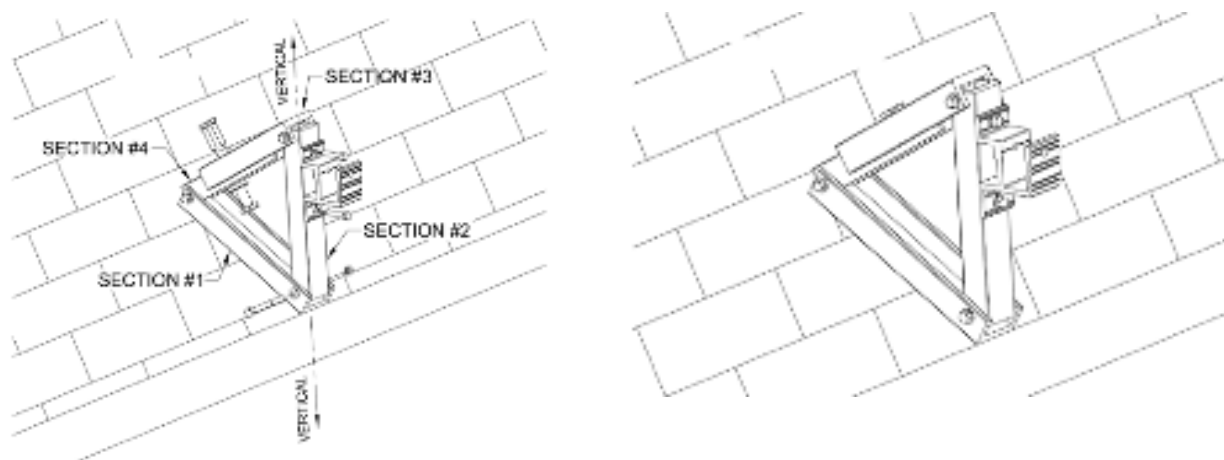 VERTICAL
SECTION #3
SECTION #4
SECTION #2
SECTION #1
VERTICAL